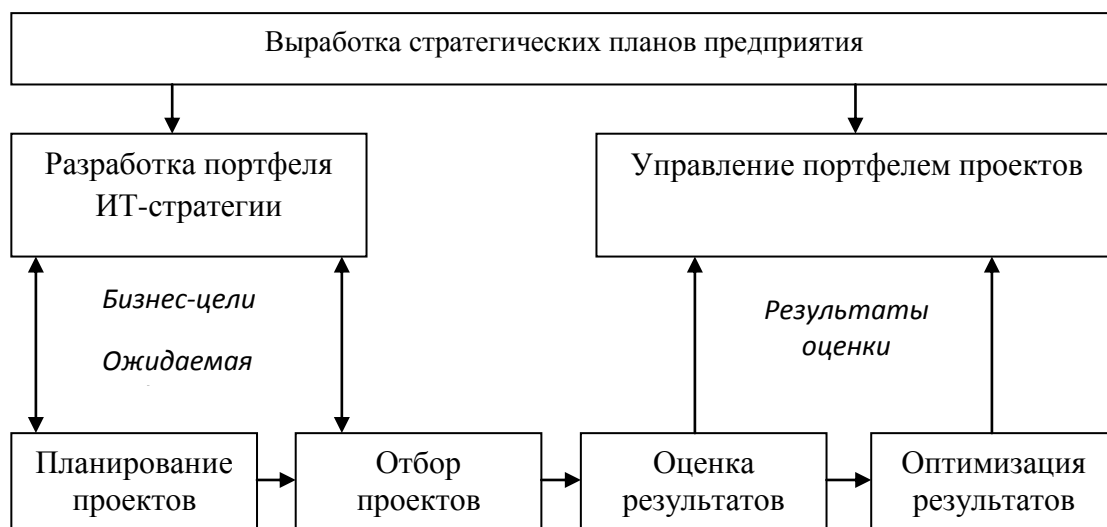 Выработка стратегических планов предприятия
Разработка портфеля
ИТ-стратегии
Управление портфелем проектов
Бизнес-цели
Ожидаемая
Результаты
оценки
Планирование
проектов
Отбор
проектов
Оценка
результатов
Оптимизация
результатов